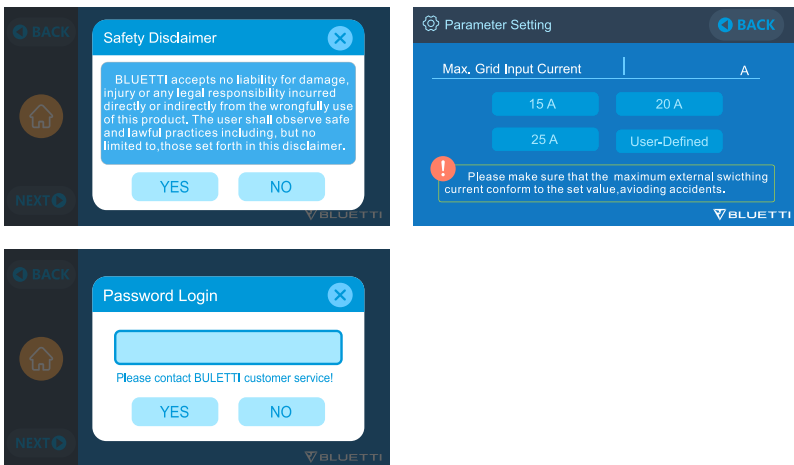 BACK
Safety Disclaimer
BLUETTI accepts no liability for damage,
injury or any legal responsibility incurred
directly or indirectly from the wrongfully use
of this product. The user shall observe safe
and lawful practices including, but no
limited to,those set forth in this disclaimer.
YES NO
NEXT
BLUETTI
Parameter Setting
BACK
Max. Grid Input Current A
15 A 20 A
25 A User-Defined
! Please make sure that the maximum external swicthing
current conform to the set value,avioding accidents.
BLUETTI
BACK
Password Login
Please contact BULETTI customer service!
YES NO
NEXT
BLUETTI